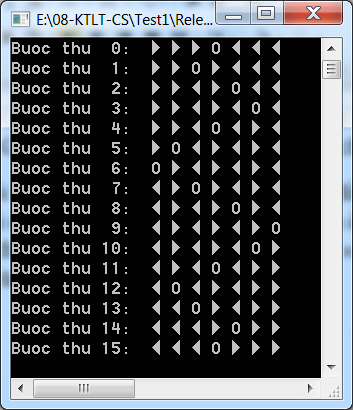 E:\08-KTLT-CS\Test1\Rele...
Buoc thu 0: ► ► ► 0 ◄ ◄ ◄
Buoc thu 1: ► ► 0 ► ◄ ◄ ◄
Buoc thu 2: ► ► ◄ ► 0 ◄ ◄
Buoc thu 3: ► ► ◄ ► ◄ 0 ◄
Buoc thu 4: ► ► ◄ 0 ◄ ► ◄
Buoc thu 5: ► 0 ◄ ► ◄ ► ◄
Buoc thu 6: 0 ► ◄ ► ◄ ► ◄
Buoc thu 7: ◄ ► 0 ► ◄ ► ◄
Buoc thu 8: ◄ ► ◄ ► 0 ► ◄
Buoc thu 9: ◄ ► ◄ ► ◄ ► 0
Buoc thu 10: ◄ ► ◄ ► ◄ 0 ►
Buoc thu 11: ◄ ► ◄ 0 ◄ ► ►
Buoc thu 12: ◄ 0 ◄ ► ◄ ► ►
Buoc thu 13: ◄ ◄ 0 ► ◄ ► ►
Buoc thu 14: ◄ ◄ ◄ ► 0 ► ►
Buoc thu 15: ◄ ◄ ◄ 0 ► ► ►